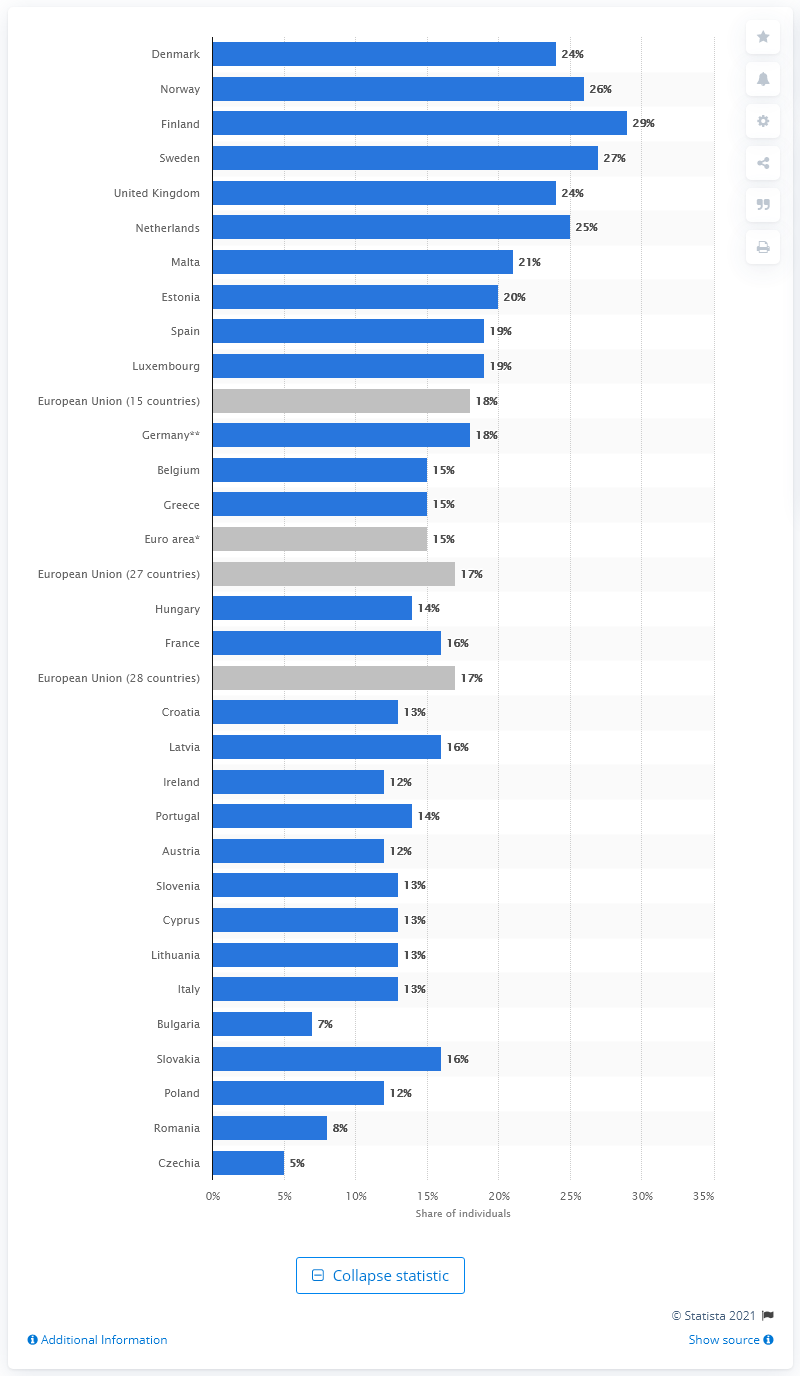 Denmark 24%
Norway 26%
Finland 29%
Sweden 27%
United Kingdom 24%
Netherlands 25%
Malta 21%
Estonia 20%
Spain 19%
Luxembourg 19%
European Union (15 countries) 18%
Germany** 18%
Belgium 15%
Greece 15%
Euro area* 15%
European Union (27 countries) 17%
Hungary 14%
France 16%
European Union (28 countries) 17%
Croatia 13%
Latvia 16%
Ireland 12%
Portugal 14%
Austria 12%
Slovenia 13%
Cyprus 13%
Lithuania 13%
Italy 13%
Bulgaria 7%
Slovakia 16%
Poland 12%
Romania 8%
Czechia 5%
0% 5% 10% 15% 20% 25% 30% 35%
Share of individuals
Collapse statistic
© Statista 2021
Additional Information Show source